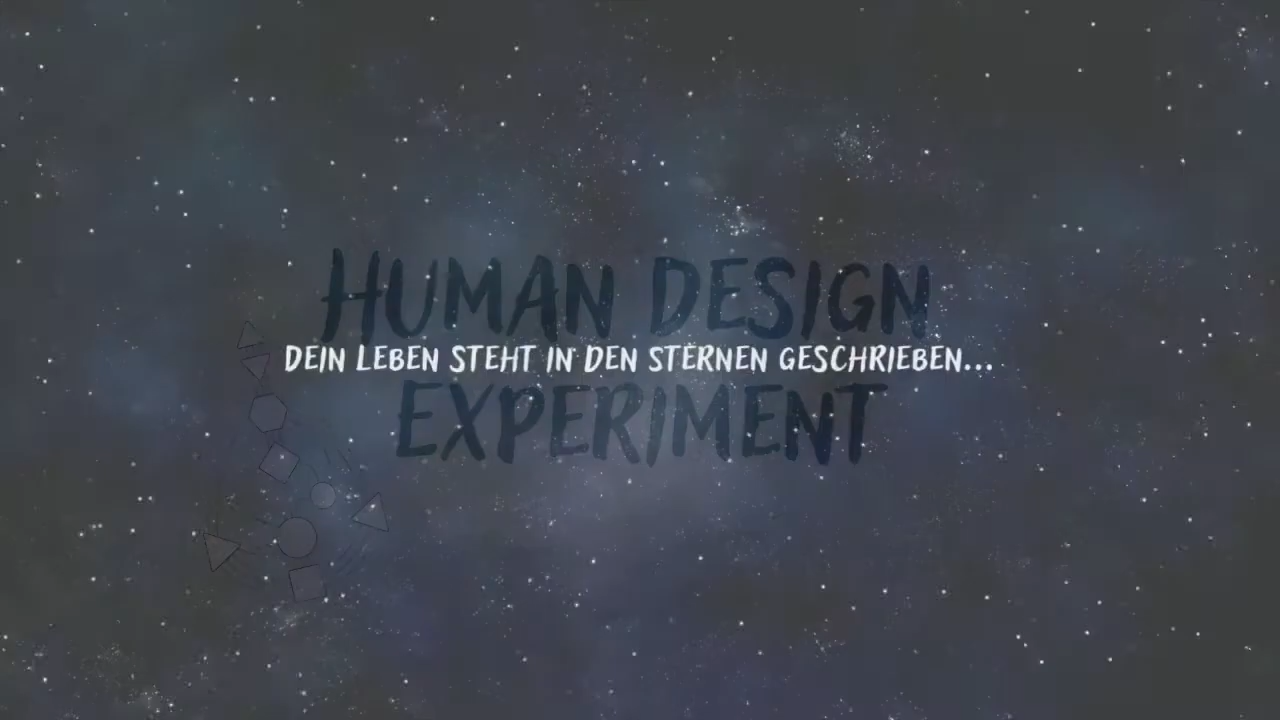 HUMAN DESIGN
DEIN LEBEN STEHT IN DEN STERNEN GESCHRIEBEN...
EXPERIMENT